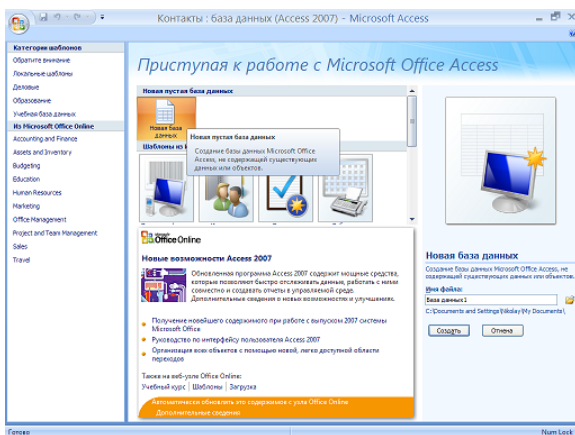 Контакты : база данных (Access 2007) - Microsoft Access
Категории шаблонов
Обратите внимание
Локальные шаблоны
Деловые
Образование
Учебная база данных
Из Microsoft Office Online
Accounting and Finance
Assets and Inventory
Budgeting
Education
Human Resources
Marketing
Office Management
Project and Team Management
Sales
Travel
Приступая к работе с Microsoft Office Access
Новая пустая база данных
Новая база
данных
Шаблоны из
Новая пустая база данных
Создание базы данных Microsoft Office
Access, не содержащей существующих
данных или объектов.
Microsoft
Office Online
Новые возможности Access 2007
Обновленная программа Access 2007 содержит мощные средства,
которые позволяют быстро отслеживать данные, работать с ними
совместно и создавать отчеты в управляемой среде.
Дополнительные сведения о новых возможностях и улучшениях.
Получение новейшего содержимого при работе с выпуском 2007 системы
Microsoft Office
Руководство по интерфейсу пользователя Access 2007
Организация всех объектов с помощью новой, легко доступной области
переходов
Также на веб-узле Office Online:
Учебный курс | Шаблоны | Загрузка
Автоматически обновлять это содержимое с узла Office Online
Дополнительные сведения
Новая база данных
Создание базы данных Microsoft Office Access, не
содержащей существующих данных или объектов.
Имя файла:
База данных1
C:\Documents and Settings\Nikolay\My Documents\
Создать
Отмена
Готово
Num Lock